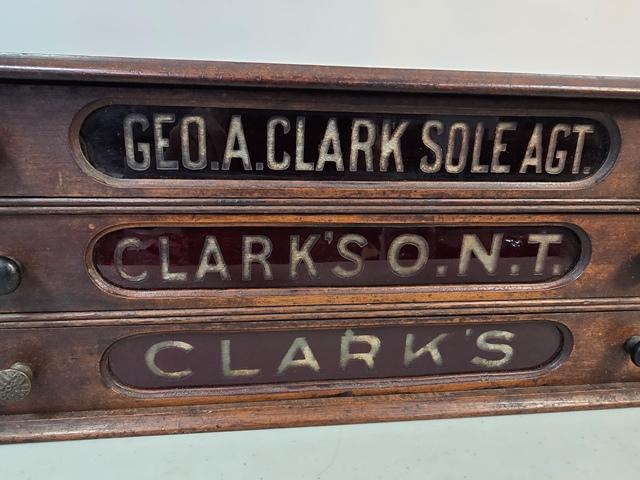 GEO. A. CLARK SOLE AGT.
CLARK'S O.N.T.
CLARK'S